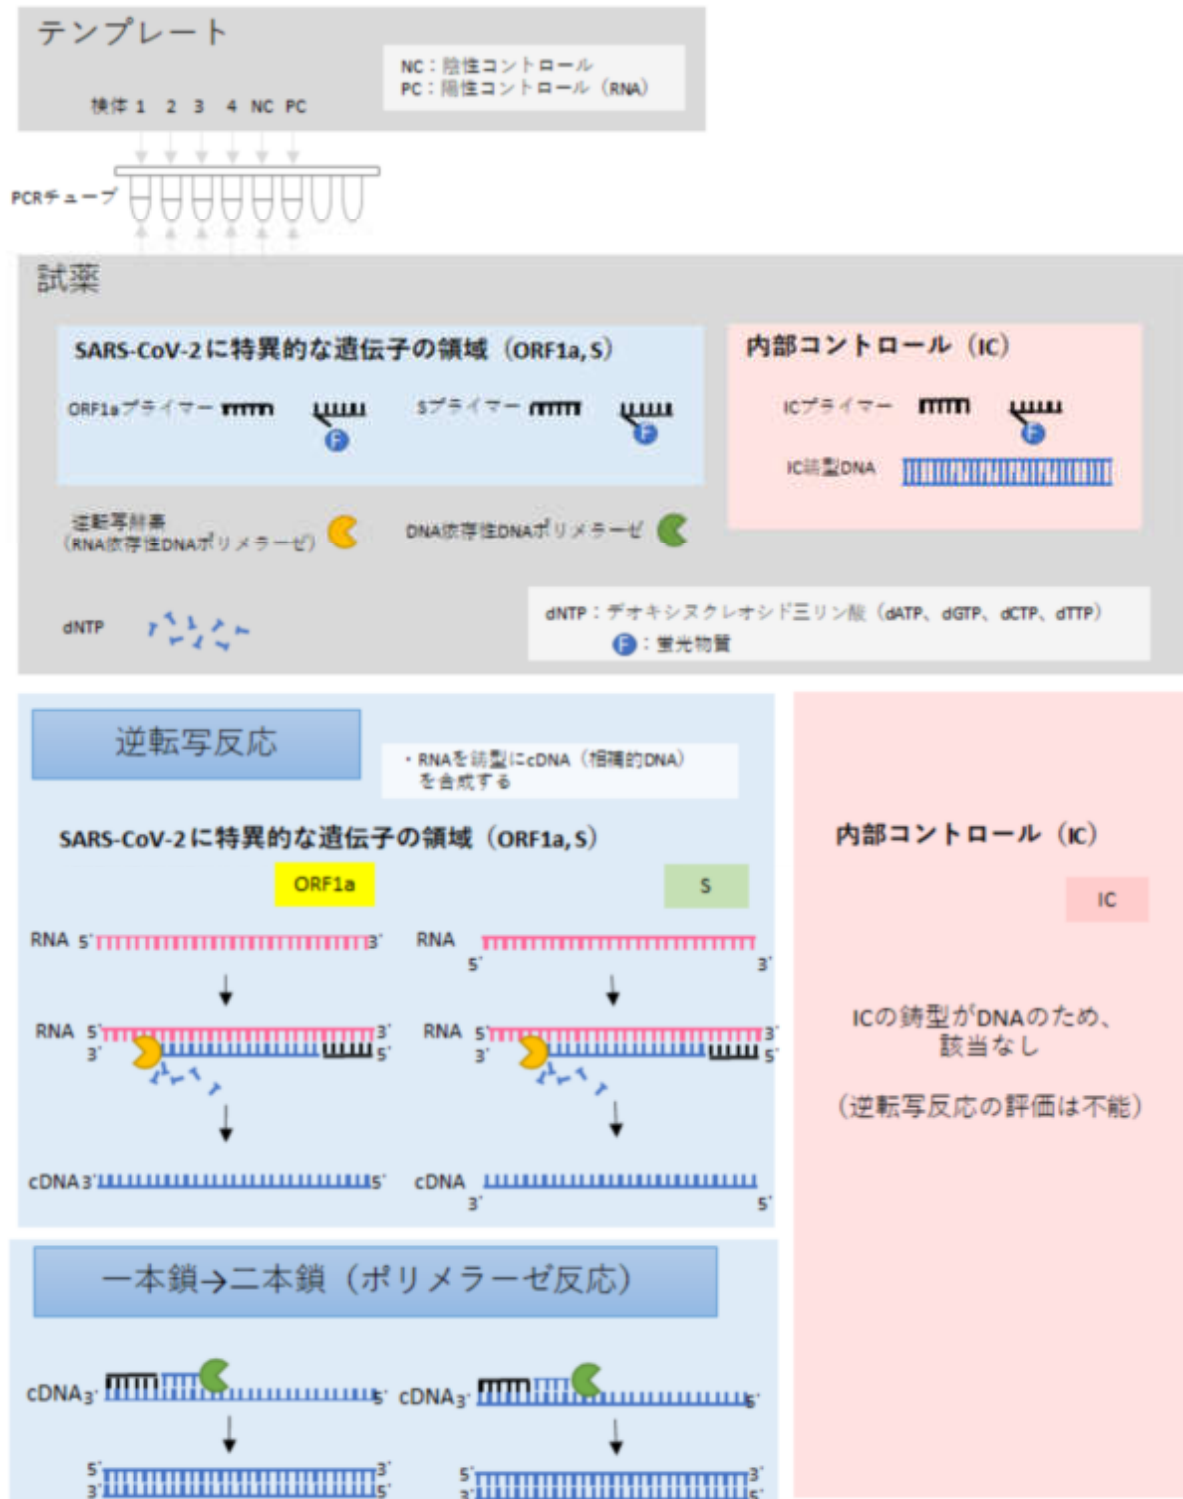 テンプレート
NC：陰性コントロール
PC：陽性コントロール（RNA）
検体 1 2 3 4 NC PC
PCRチューブ
試薬
SARS-CoV-2に特異的な遺伝子の領域（ORF1a, S）
内部コントロール（IC）
ORF1aプライマー
F
Sプライマー
F
ICプライマー
F
IC鋳型DNA
逆転写酵素
（RNA依存性DNAポリメラーゼ）
DNA依存性DNAポリメラーゼ
dNTP
dNTP：デオキシヌクレオシド三リン酸（dATP、dGTP、dCTP、dTTP）
F：蛍光物質
逆転写反応
・RNAを鋳型にcDNA（相補的DNA）
を合成する
SARS-CoV-2に特異的な遺伝子の領域（ORF1a, S）
内部コントロール（IC）
ORF1a
S
IC
RNA 5' 3'
RNA
5' 3'
RNA 5' 3'
3' 5'
RNA 5' 3'
3' 5'
ICの鋳型がDNAのため、
該当なし
（逆転写反応の評価は不能）
cDNA 3' 5'
cDNA
3' 5'
一本鎖→二本鎖（ポリメラーゼ反応）
cDNA 3' 5'
cDNA 3' 5'
5' 3'
3' 5'
5' 3'
3' 5'